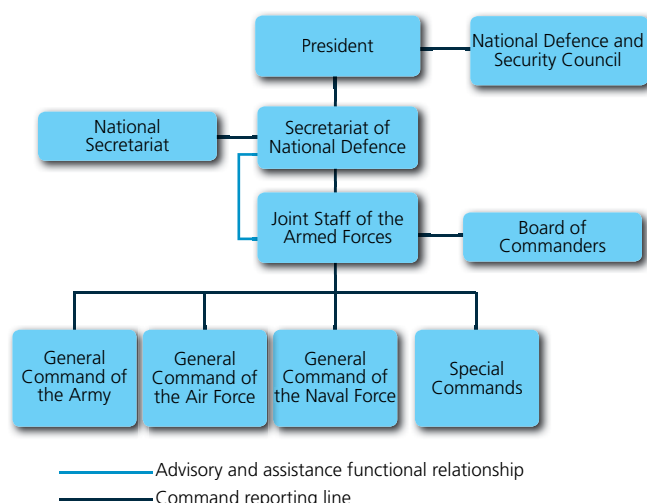 President
National Defence and
Security Council
National
Secretariat
Secretariat of
National Defence
Joint Staff of the
Armed Forces
Board of
Commanders
General
Command of
the Army
General
Command of
the Air Force
General
Command of
the Naval Force
Special
Commands
Advisory and assistance functional relationship
Command reporting line